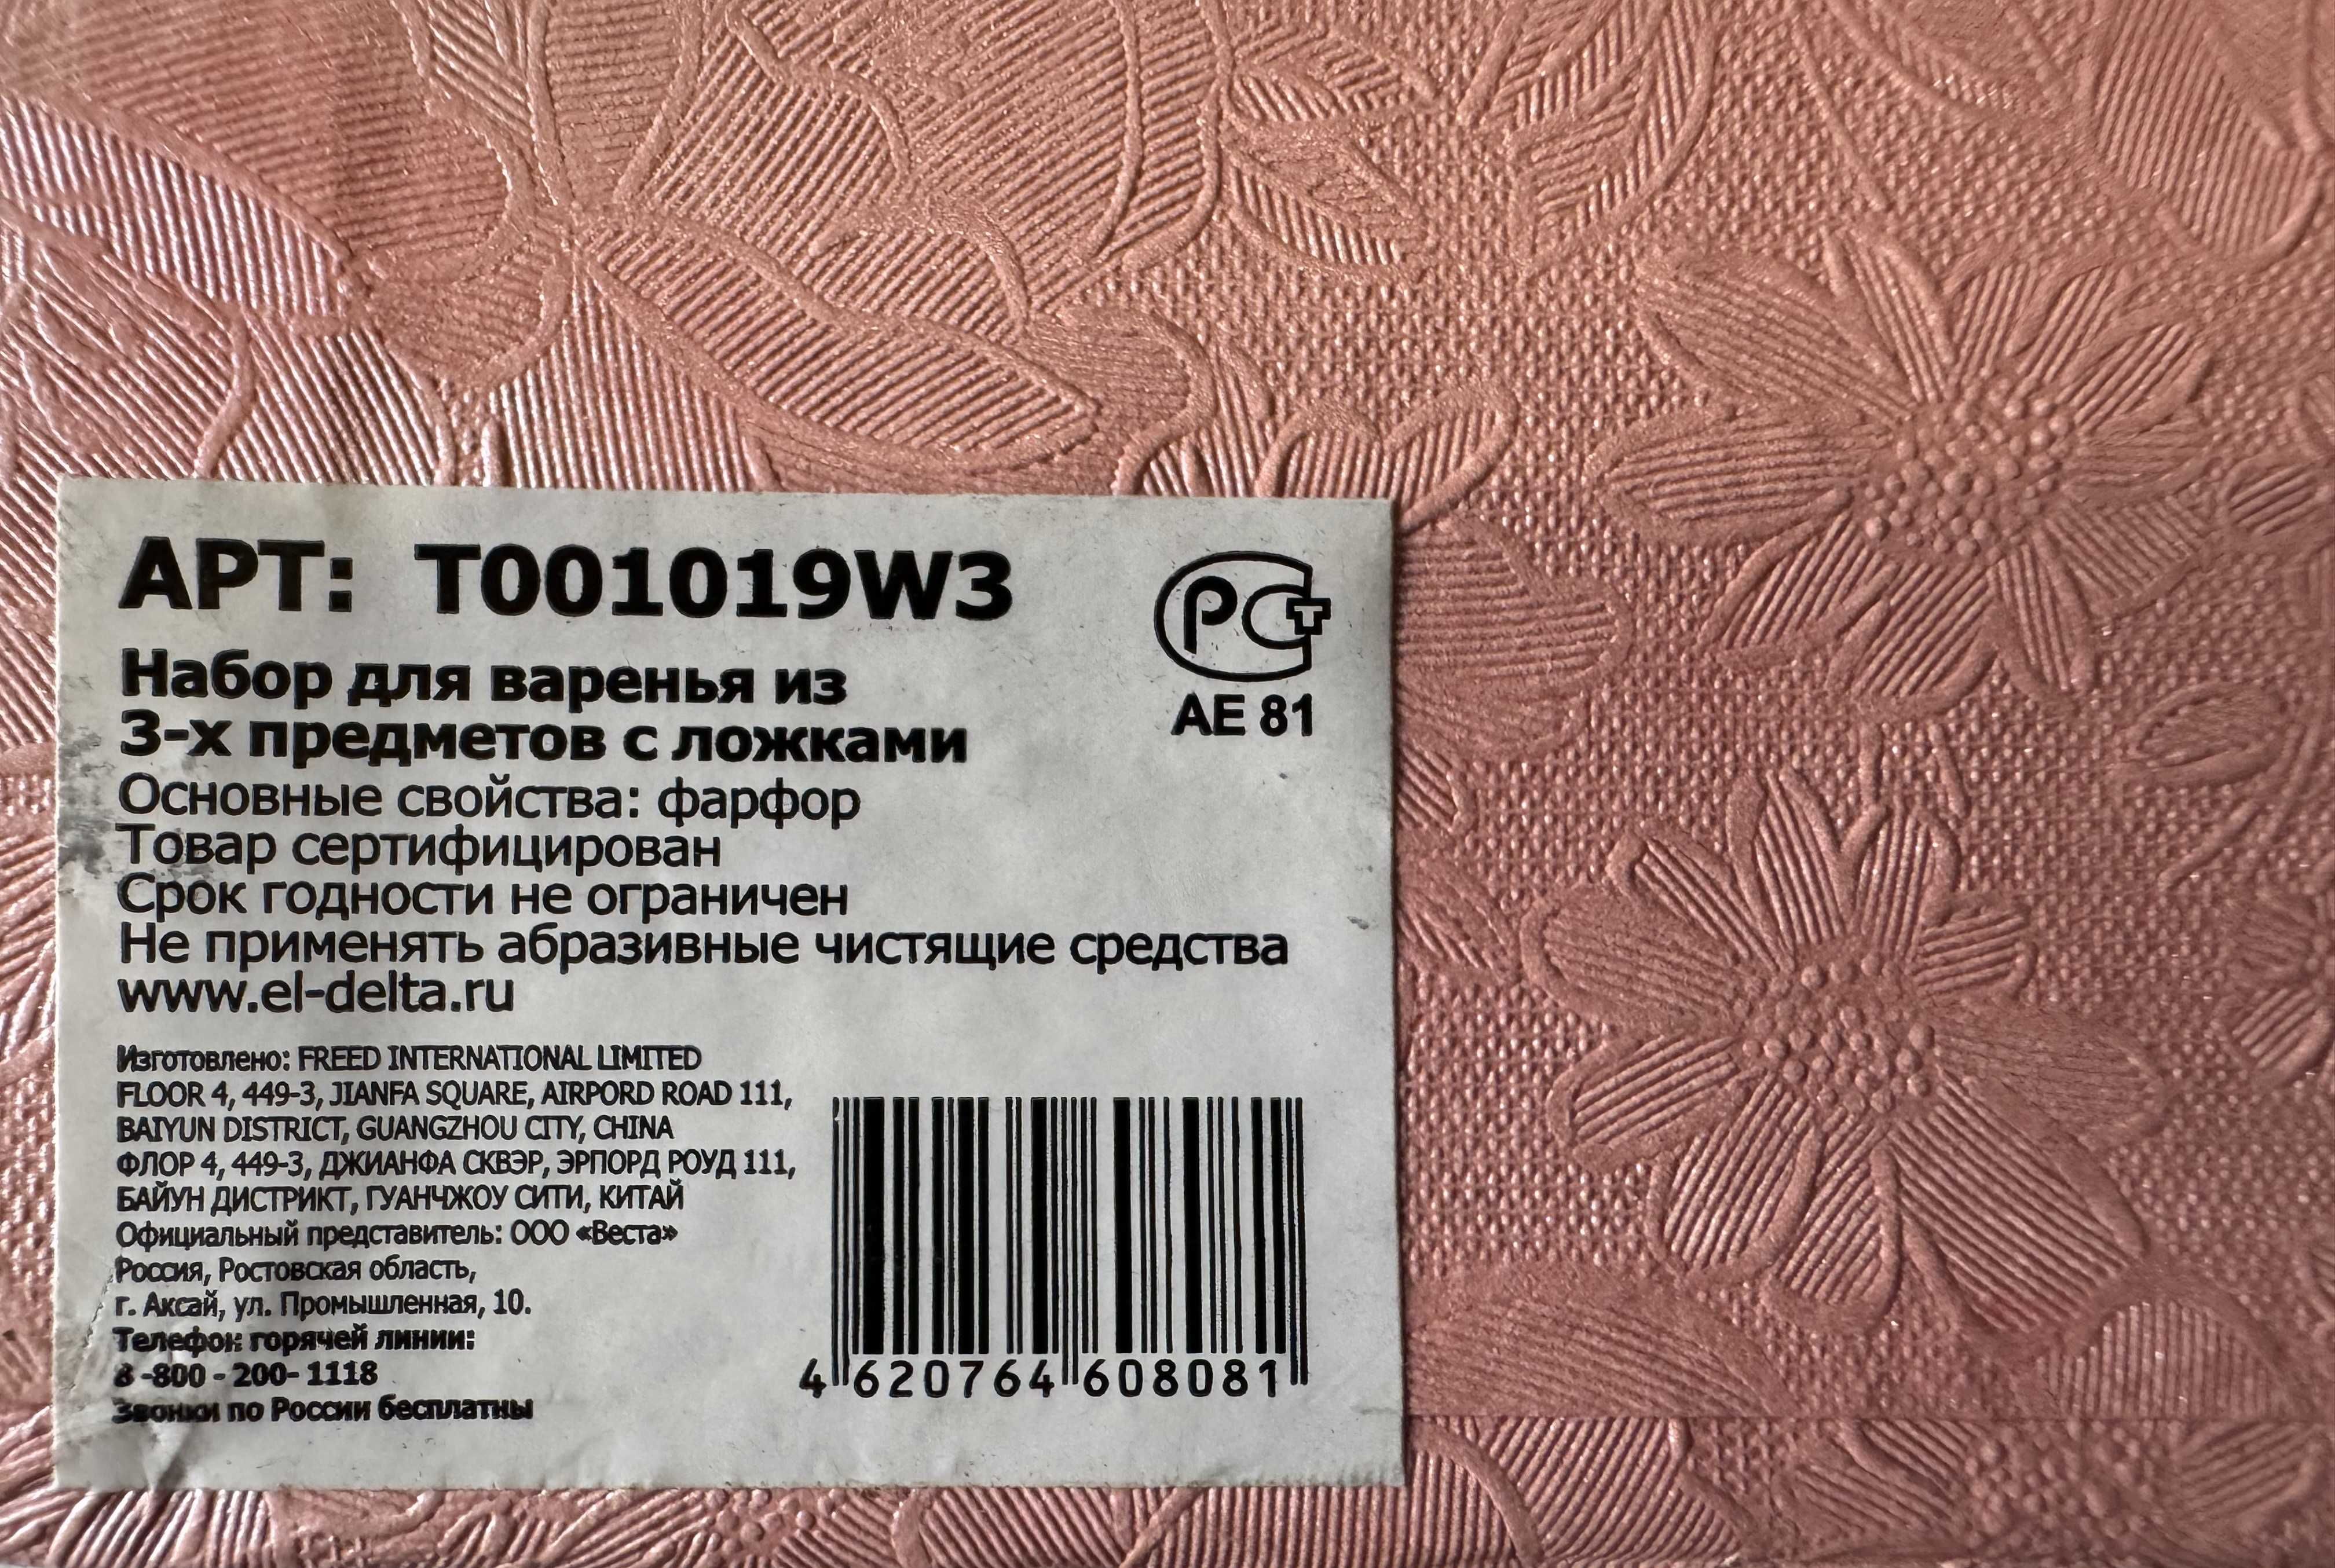 АРТ: T001019W3
РСТ
АЕ 81
Набор для варенья из
3-х предметов с ложками
Основные свойства: фарфор
Товар сертифицирован
Срок годности не ограничен
Не применять абразивные чистящие средства
www.el-delta.ru
Изготовлено: FREED INTERNATIONAL LIMITED
FLOOR 4, 449-3, JIANFA SQUARE, AIRPORD ROAD 111,
BAIYUN DISTRICT, GUANGZHOU CITY, CHINA
ФЛОР 4, 449-3, ДЖИАНФА СКВЭР, ЭРПОРД РОУД 111,
БАЙУН ДИСТРИКТ, ГУАНЧЖОУ СИТИ, КИТАЙ
Официальный представитель: ООО «Веста»
Россия, Ростовская область,
г. Аксай, ул. Промышленная, 10.
Телефон горячей линии:
8 -800 - 200- 1118
Звонки по России бесплатны
4 620764 608081